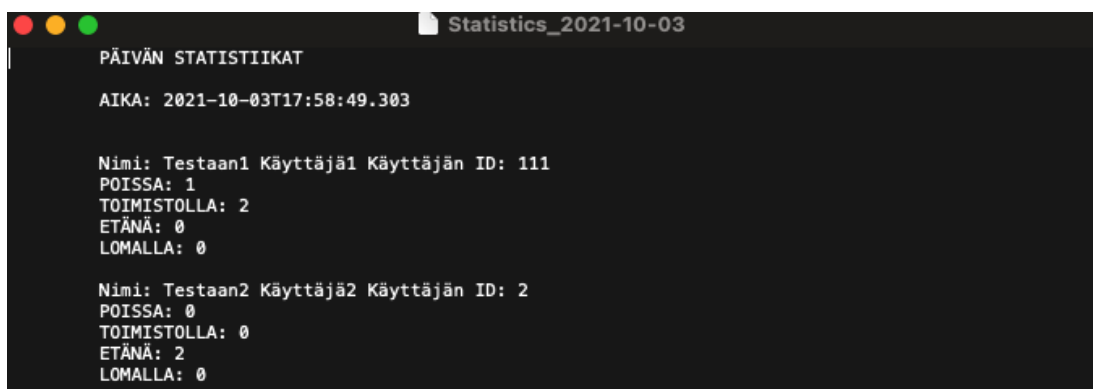 Statistics_2021-10-03
PÄIVÄN STATISTIIKAT
AIKA: 2021-10-03T17:58:49.303
Nimi: Testaan1 Käyttäjä1 Käyttäjän ID: 111
POISSA: 1
TOIMISTOLLA: 2
ETÄNÄ: 0
LOMALLA: 0
Nimi: Testaan2 Käyttäjä2 Käyttäjän ID: 2
POISSA: 0
TOIMISTOLLA: 0
ETÄNÄ: 2
LOMALLA: 0